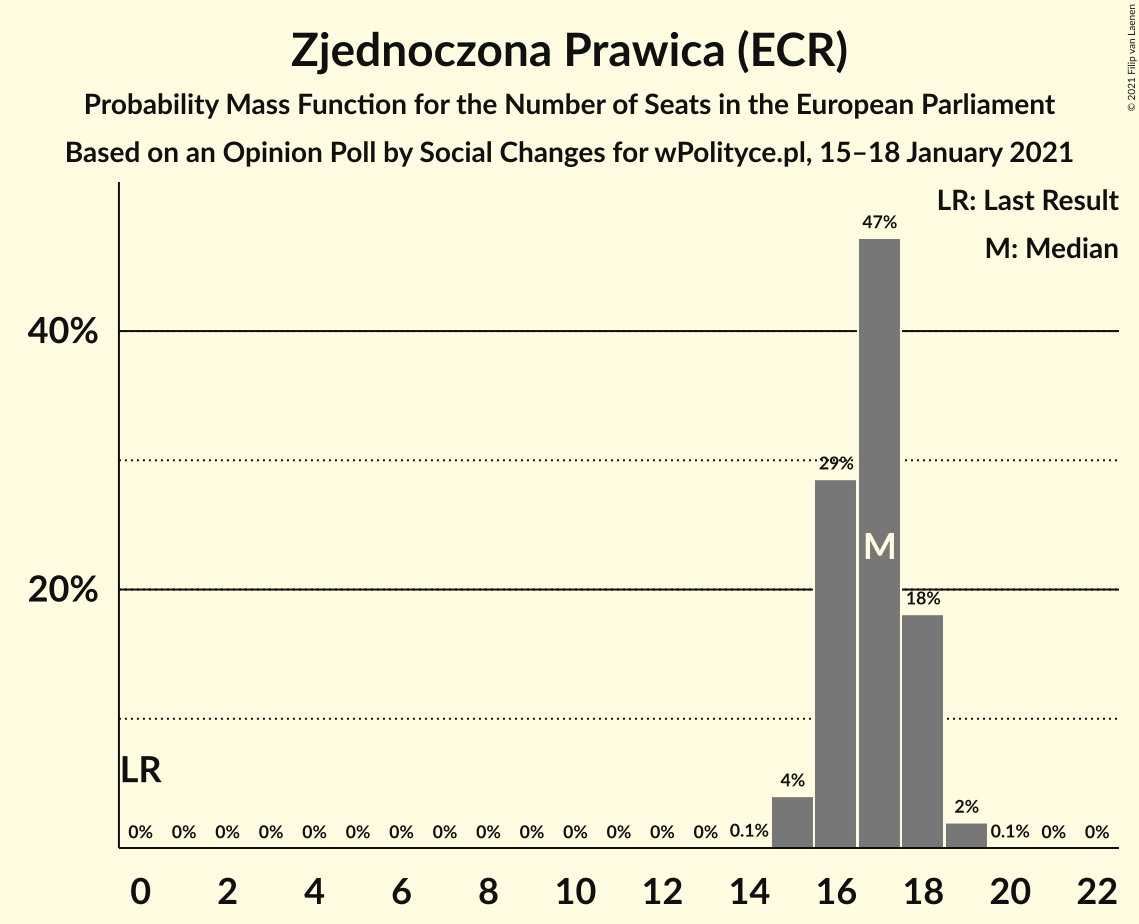 Zjednoczona Prawica (ECR)
Probability Mass Function for the Number of Seats in the European Parliament
Based on an Opinion Poll by Social Changes for wPolityce.pl, 15–18 January 2021
© 2021 Filip van Laenen
LR: Last Result
M: Median
47%
40%
29%
M
20%
18%
LR
4%
2%
0% 0% 0% 0% 0% 0% 0% 0% 0% 0% 0% 0% 0% 0% 0.1% 0.1% 0% 0%
0 2 4 6 8 10 12 14 16 18 20 22